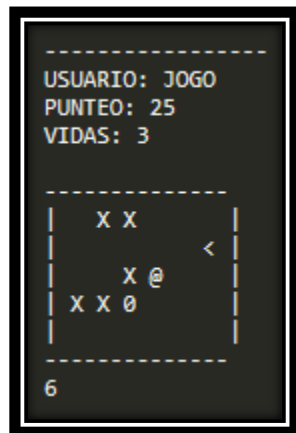 -----------------
USUARIO: JOGO
PUNTEO: 25
VIDAS: 3
--------------
|   X X       |
|           < |
|     X @     |
| X X 0       |
|             |
--------------
6